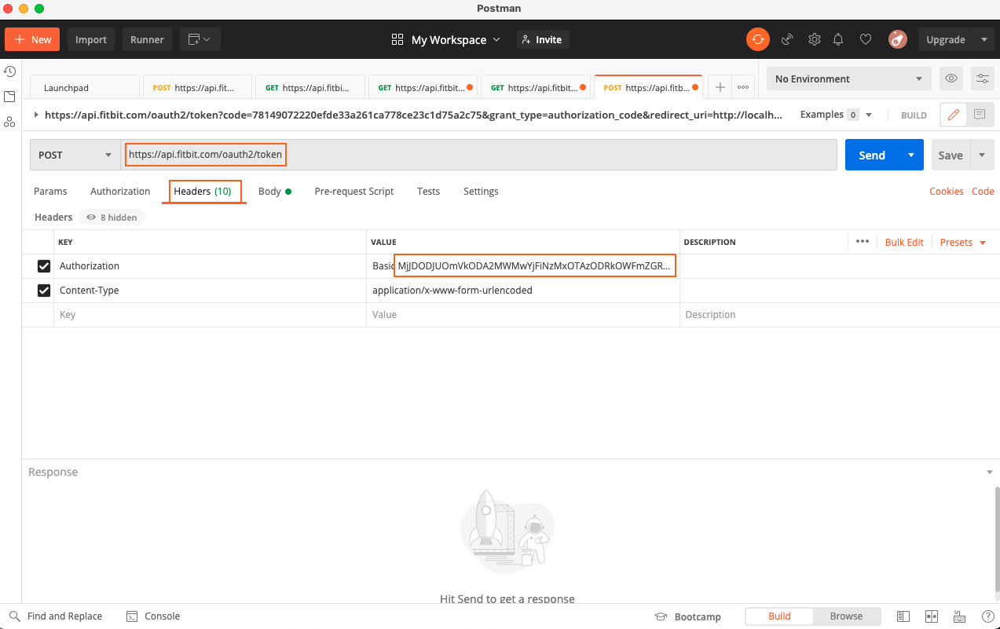 Postman
New Import Runner My Workspace Invite Upgrade
Launchpad POST https://api.fit... GET https://api.fitbi... GET https://api.fitbit... GET https://api.fitbit... POST https://api.fitb... No Environment
https://api.fitbit.com/oauth2/token?code=78149072220efde33a261ca778ce23c1d75a2c75&grant_type=authorization_code&redirect_uri=http://localh... Examples 0 BUILD
POST https://api.fitbit.com/oauth2/token Send Save
Params Authorization Headers (10) Body Pre-request Script Tests Settings Cookies Code
Headers 8 hidden
KEY VALUE DESCRIPTION Bulk Edit Presets
Authorization Basic MjJDODJUOmVkODA2MWMwYjFiNzMxOTAzODRkOWFmZGR...
Content-Type application/x-www-form-urlencoded
Key Value Description
Response
Hit Send to get a response
Find and Replace Console Bootcamp Build Browse